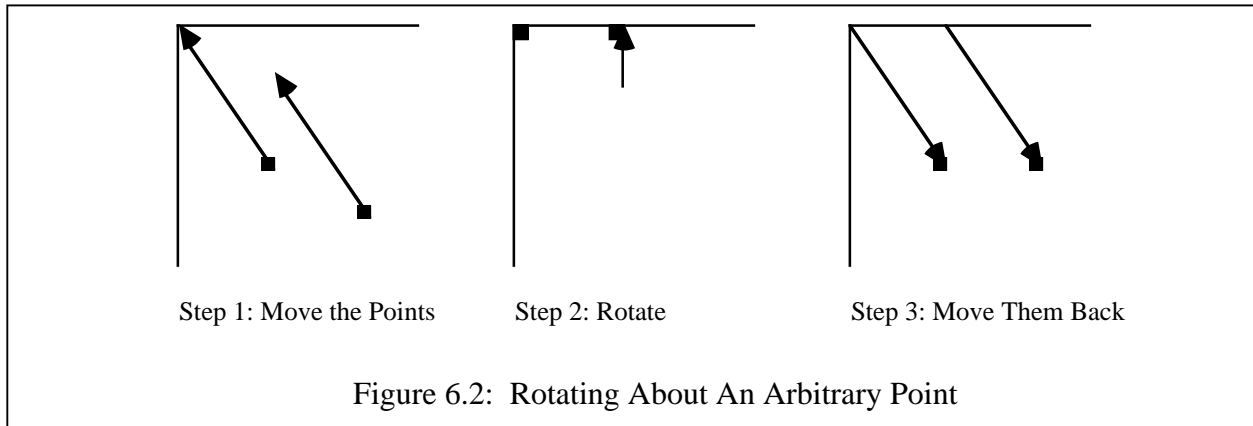 Step 1: Move the Points
Step 2: Rotate
Step 3: Move Them Back
Figure 6.2: Rotating About An Arbitrary Point